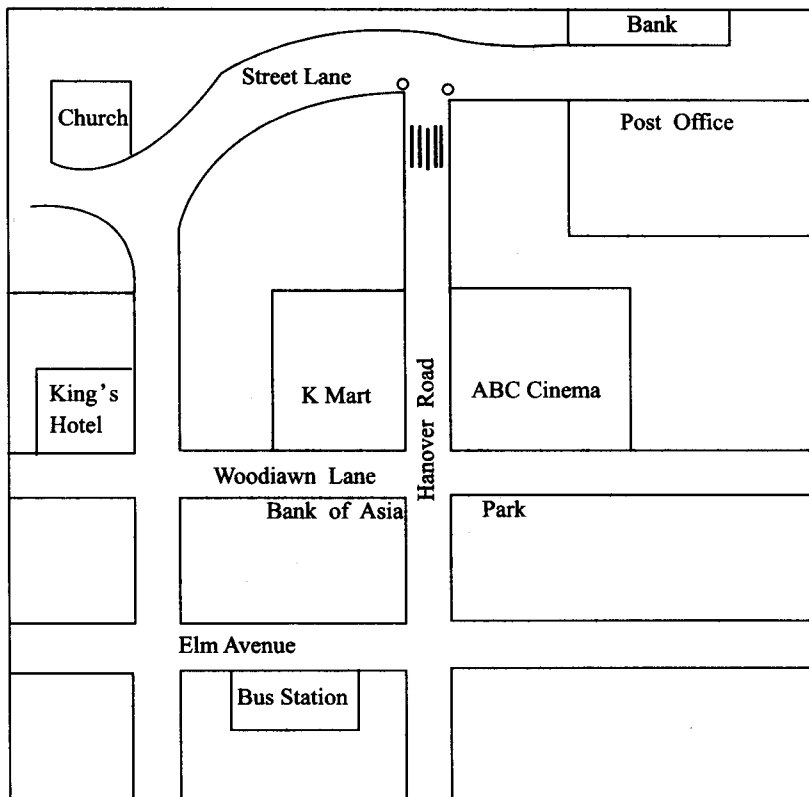 Bank
Street Lane
Church
Post Office
King's
Hotel
K Mart
Hanover Road
ABC Cinema
Woodiawn Lane
Bank of Asia
Park
Elm Avenue
Bus Station